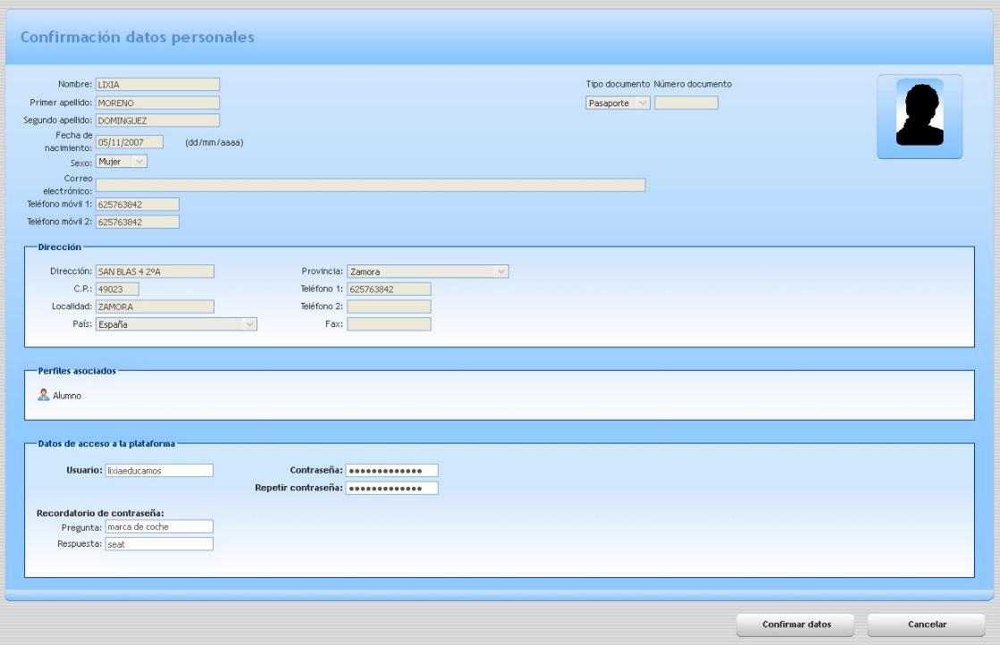 Confirmación datos personales
Nombre: LIXIA
Tipo documento Número documento
Primer apellido: MORENO
Pasaporte
Segundo apellido: DOMINGUEZ
Fecha de
nacimiento: 05/11/2007 (dd/mm/aaaa)
Sexo: Mujer
Correo
electrónico:
Teléfono móvil 1: 625763842
Teléfono móvil 2: 625763842
Dirección
Dirección: SAN BLAS 4 2ºA Provincia: Zamora
C.P.: 49023 Teléfono 1: 625763842
Localidad: ZAMORA Teléfono 2:
País: España Fax:
Perfiles asociados
Alumno
Datos de acceso a la plataforma
Usuario: lixiaeducamos Contraseña: •••••••••••••
Repetir contraseña: •••••••••••••
Recordatorio de contraseña:
Pregunta: marca de coche
Respuesta: seat
Confirmar datos Cancelar